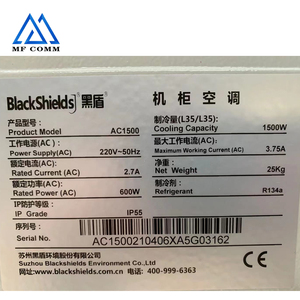 MF COMM
BlackShields 黑盾 机柜空调
产品型号:
Product Model AC1500
制冷量(L35/L35):
Cooling Capacity 1500W
工作电源(AC):
Power Supply(AC) 220V~50Hz
最大工作电流(AC):
Maximum Working Current (AC) 3.75A
额定电流(AC):
Rated Current (AC) 2.7A
净重:
Net Weight 25Kg
额定功率(AC)
Rated Power (AC) 600W
制冷剂:
Refrigerant R134a
IP防护等级:
IP Grade IP55
序列号:
Serial No. AC1500210406XA5G03162
苏州黑盾环境股份有限公司
Suzhou Blackshields Environment Co.,Ltd
www.blackshields.com.cn 电话: 400-999-6363